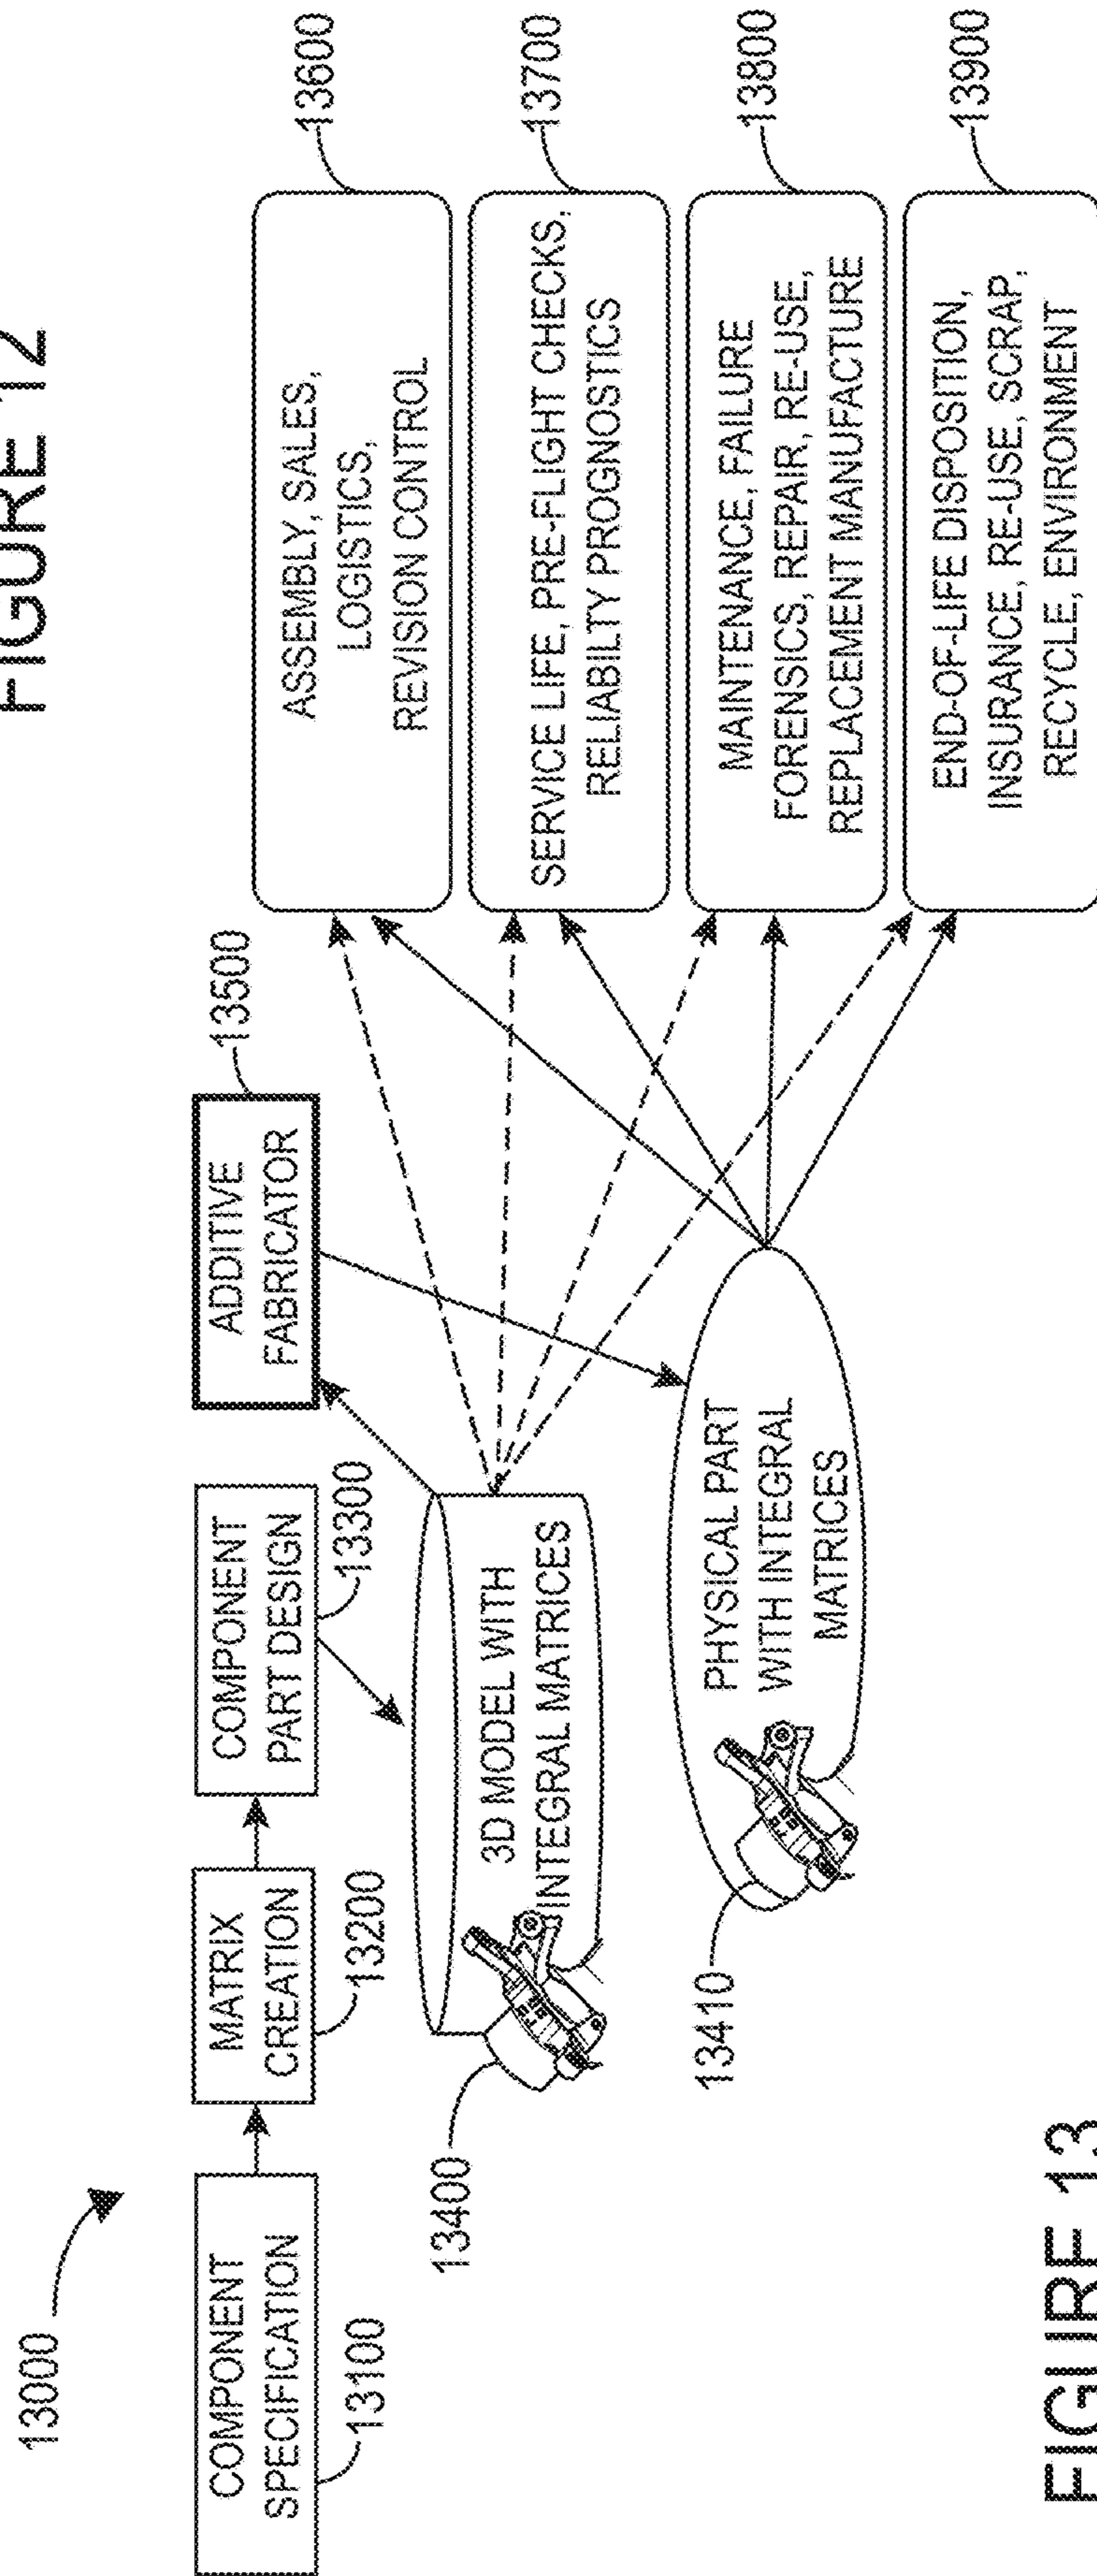 FIGURE 12
13000
COMPONENT
SPECIFICATION
13100
MATRIX
CREATION
13200
COMPONENT
PART DESIGN
13300
ADDITIVE
FABRICATOR
13500
3D MODEL WITH
INTEGRAL MATRICES
13400
PHYSICAL PART
WITH INTEGRAL
MATRICES
13410
ASSEMBLY, SALES,
LOGISTICS,
REVISION CONTROL
13600
SERVICE LIFE, PRE-FLIGHT CHECKS,
RELIABILTY PROGNOSTICS
13700
MAINTENANCE, FAILURE
FORENSICS, REPAIR, RE-USE,
REPLACEMENT MANUFACTURE
13800
END-OF-LIFE DISPOSITION,
INSURANCE, RE-USE, SCRAP,
RECYCLE, ENVIRONMENT
13900
FIGURE 13